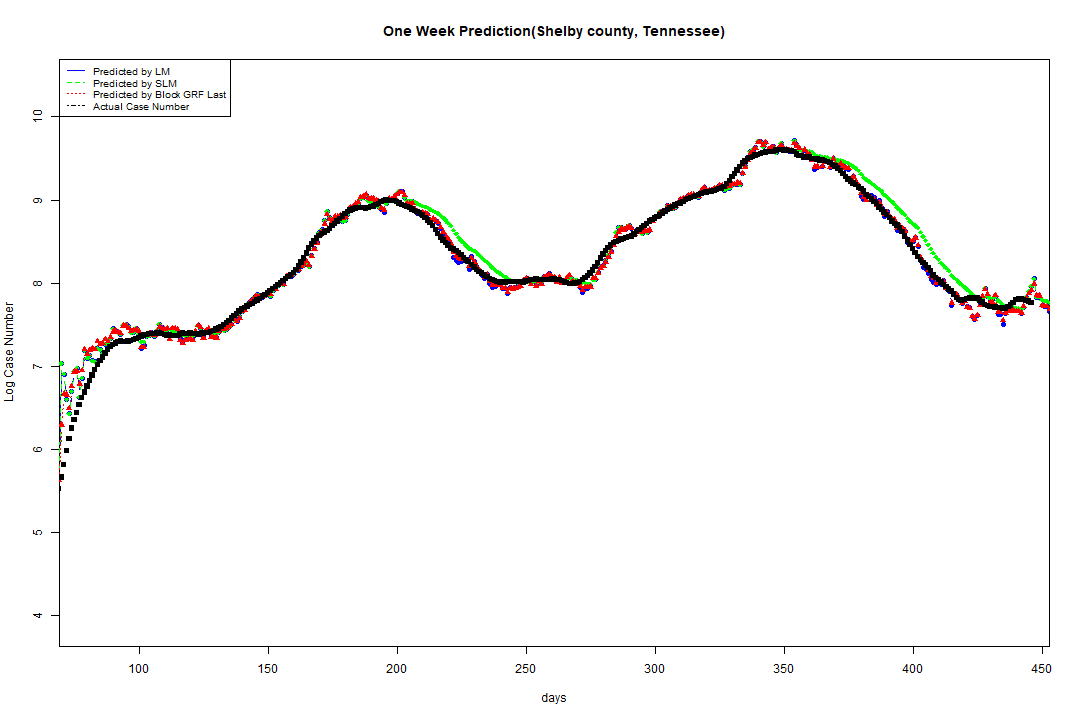 One Week Prediction(Shelby county, Tennessee)
Predicted by LM
Predicted by SLM
Predicted by Block GRF Last
Actual Case Number
Log Case Number
10
9
8
7
6
5
4
100 150 200 250 300 350 400 450
days